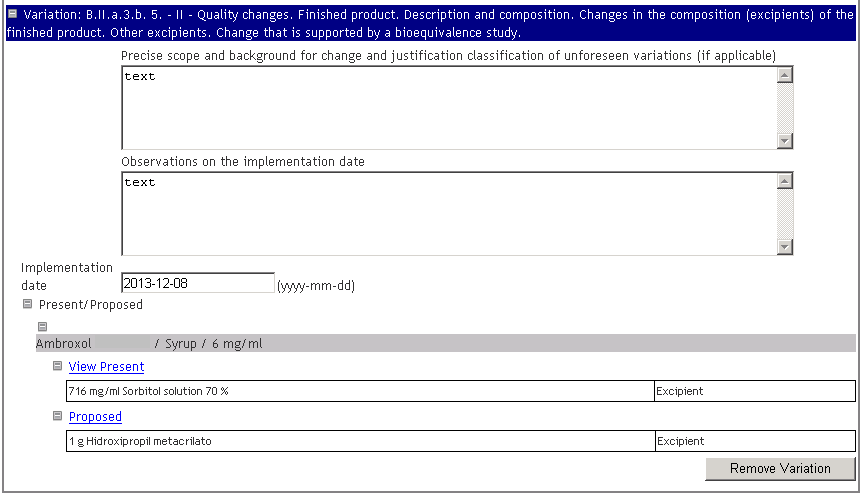 Variation: B.II.a.3.b. 5. - II - Quality changes. Finished product. Description and composition. Changes in the composition (excipients) of the
finished product. Other excipients. Change that is supported by a bioequivalence study.
Precise scope and background for change and justification classification of unforeseen variations (if applicable)
text
Observations on the implementation date
text
Implementation
date 2013-12-08 (yyyy-mm-dd)
Present/Proposed
Ambroxol / Syrup / 6 mg/ml
View Present
716 mg/ml Sorbitol solution 70 % Excipient
Proposed
1 g Hidroxipropil metacrilato Excipient
Remove Variation